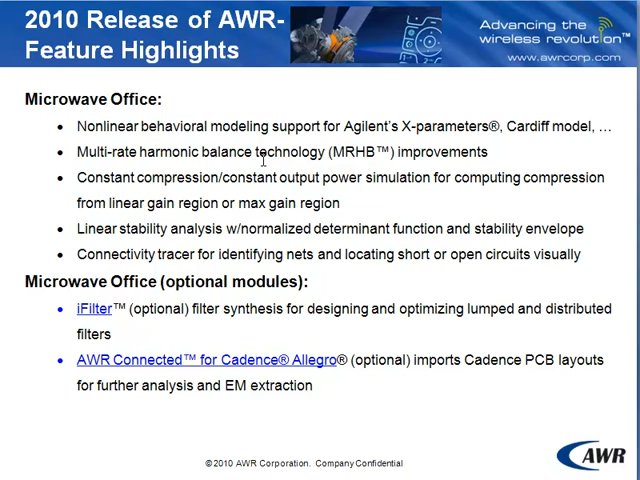 2010 Release of AWR-
Feature Highlights
Advancing the
wireless revolution™
www.awrcorp.com
Microwave Office:
• Nonlinear behavioral modeling support for Agilent's X-parameters®, Cardiff model, …
• Multi-rate harmonic balance technology (MRHB™) improvements
• Constant compression/constant output power simulation for computing compression
from linear gain region or max gain region
• Linear stability analysis w/normalized determinant function and stability envelope
• Connectivity tracer for identifying nets and locating short or open circuits visually
Microwave Office (optional modules):
• iFilter™ (optional) filter synthesis for designing and optimizing lumped and distributed
filters
• AWR Connected™ for Cadence® Allegro® (optional) imports Cadence PCB layouts
for further analysis and EM extraction
© 2010 AWR Corporation. Company Confidential
AWR